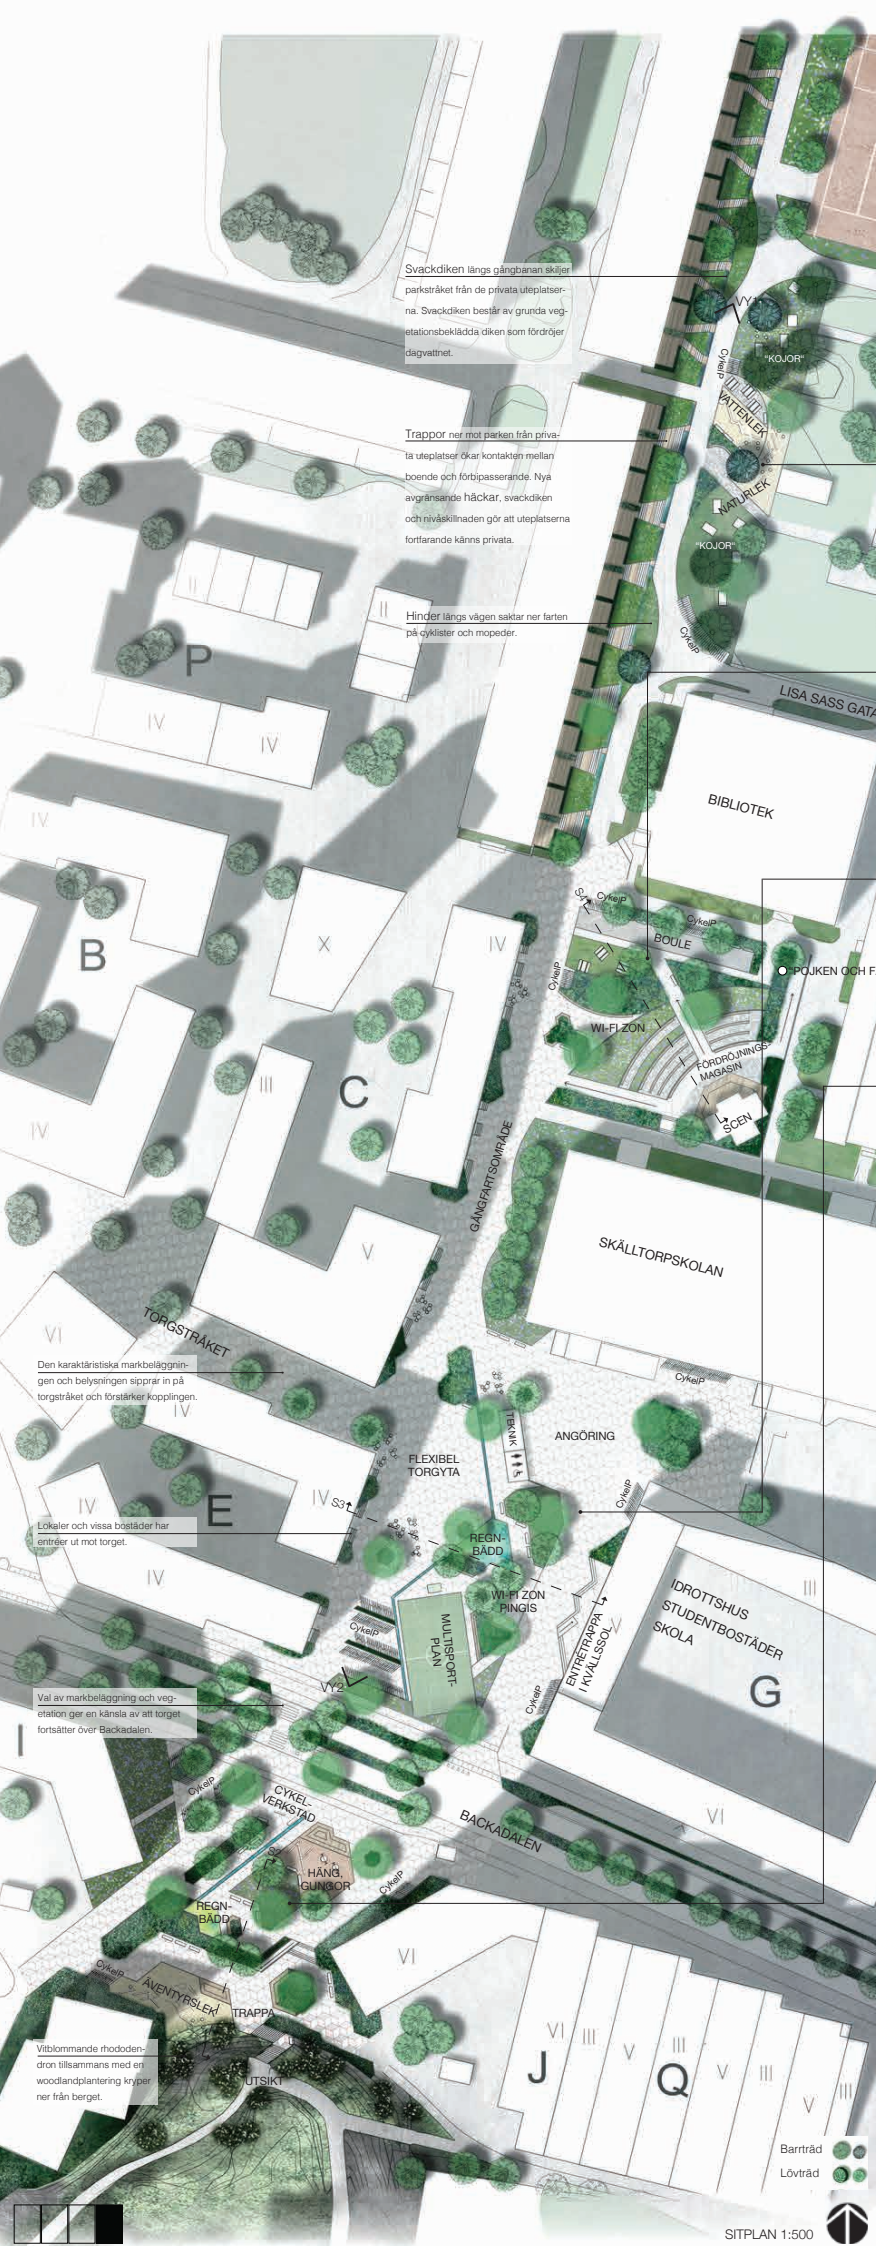 Svackdiken längs gångbanan skiljer
parkstråket från de privata uteplatser-
na. Svackdiken består av grunda veg-
etationsbeklädda diken som fördröjer
dagvattnet.
VY1
"KOJOR"
CykelP
VATTENLEK
Trappor ner mot parken från priva-
ta uteplatser ökar kontakten mellan
boende och förbipasserande. Nya
avgränsande häckar, svackdiken
och nivåskillnaden gör att uteplatserna
fortfarande känns privata.
NATURLEK
"KOJOR"
II
II
Hinder längs vägen saktar ner farten
på cyklister och mopeder.
CykelP
P
LISA SASS GATA
IV
IV
BIBLIOTEK
IV
S4
CykelP
CykelP
B
X
IV
BOULE
"POJKEN OCH F
CykelP
WI-FI ZON
III
C
FÖRDRÖJNINGS-
MAGASIN
SCEN
IV
GÅNGFARTSOMRÅDE
V
SKÄLLTORPSKOLAN
VI
TORGSTRÅKET
Den karaktäristiska markbeläggnin-
gen och belysningen sipprar in på
torgstråket och förstärker kopplingen.
CykelP
IV
TEKNIK
ANGÖRING
FLEXIBEL
TORGYTA
IV
E
IV
S3
CykelP
Lokaler och vissa bostäder har
entréer ut mot torget.
REGN-
BÄDD
IV
WI-FI ZON
PINGIS
III
IDROTTSHUS
STUDENTBOSTÄDER
SKOLA
V
MULTISPORT-
PLAN
ENTRÉTRAPPA
I KVÄLLSSOL
CykelP
G
VY2
CykelP
Val av markbeläggning och veg-
etation ger en känsla av att torget
fortsätter över Backadalen.
I
CykelP
CYKEL-
VERKSTAD
BACKADALEN
VI
S2
HÄNG
GUNGOR
CykelP
REGN-
BÄDD
VI
CykelP
ÄVENTYRSLEK
TRAPPA
VI
III
V
III
V
III
V
III
J
Q
Vitblommande rhododen-
dron tillsammans med en
woodlandplantering kryper
ner från berget.
UTSIKT
Barrträd
Lövträd
SITPLAN 1:500